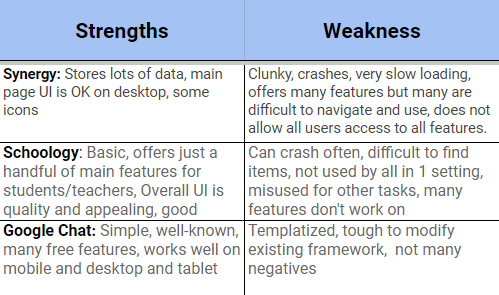 Strengths
Weakness
Synergy: Stores lots of data, main
page UI is OK on desktop, some
icons
Clunky, crashes, very slow loading,
offers many features but many are
difficult to navigate and use, does not
allow all users access to all features.
Schoology: Basic, offers just a
handful of main features for
students/teachers, Overall UI is
quality and appealing, good
Can crash often, difficult to find
items, not used by all in 1 setting,
misused for other tasks, many
features don't work on
Google Chat: Simple, well-known,
many free features, works well on
mobile and desktop and tablet
Templatized, tough to modify
existing framework, not many
negatives